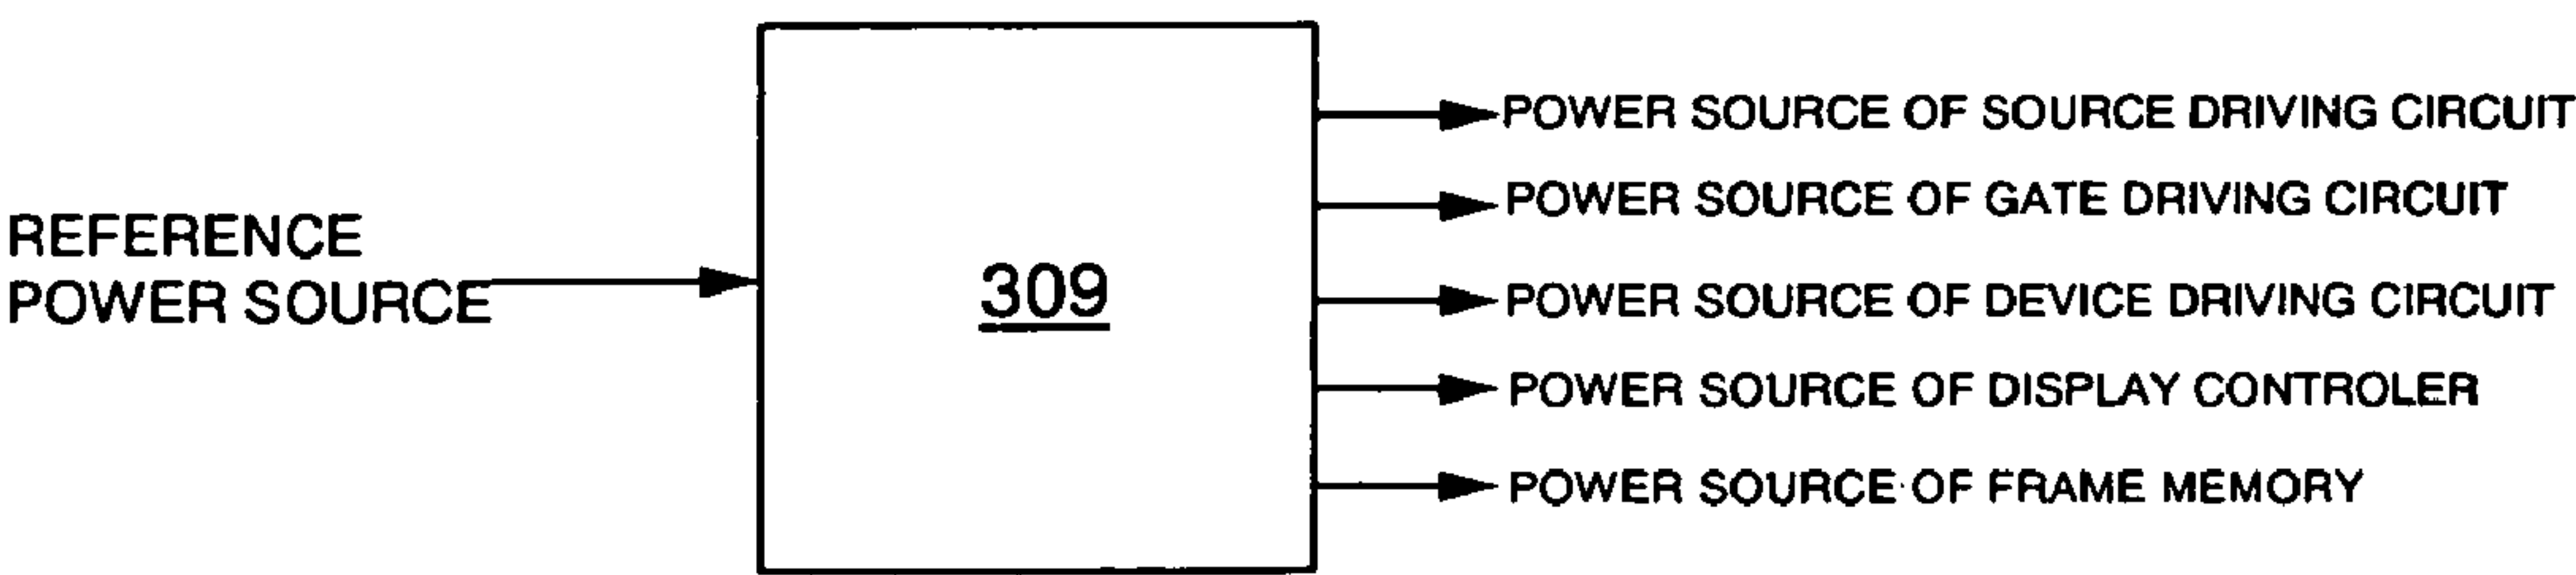 REFERENCE
POWER SOURCE
309
POWER SOURCE OF SOURCE DRIVING CIRCUIT
POWER SOURCE OF GATE DRIVING CIRCUIT
POWER SOURCE OF DEVICE DRIVING CIRCUIT
POWER SOURCE OF DISPLAY CONTROLER
POWER SOURCE OF FRAME MEMORY